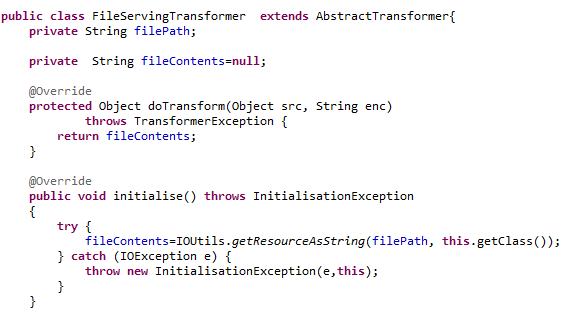 public class FileServingTransformer  extends AbstractTransformer{
    private String filePath;
    private  String fileContents=null;
    @Override
    protected Object doTransform(Object src, String enc)
            throws TransformerException {
        return fileContents;
    }
    @Override
    public void initialise() throws InitialisationException
    {
        try {
            fileContents=IOUtils.getResourceAsString(filePath, this.getClass());
        } catch (IOException e) {
            throw new InitialisationException(e,this);
        }
    }